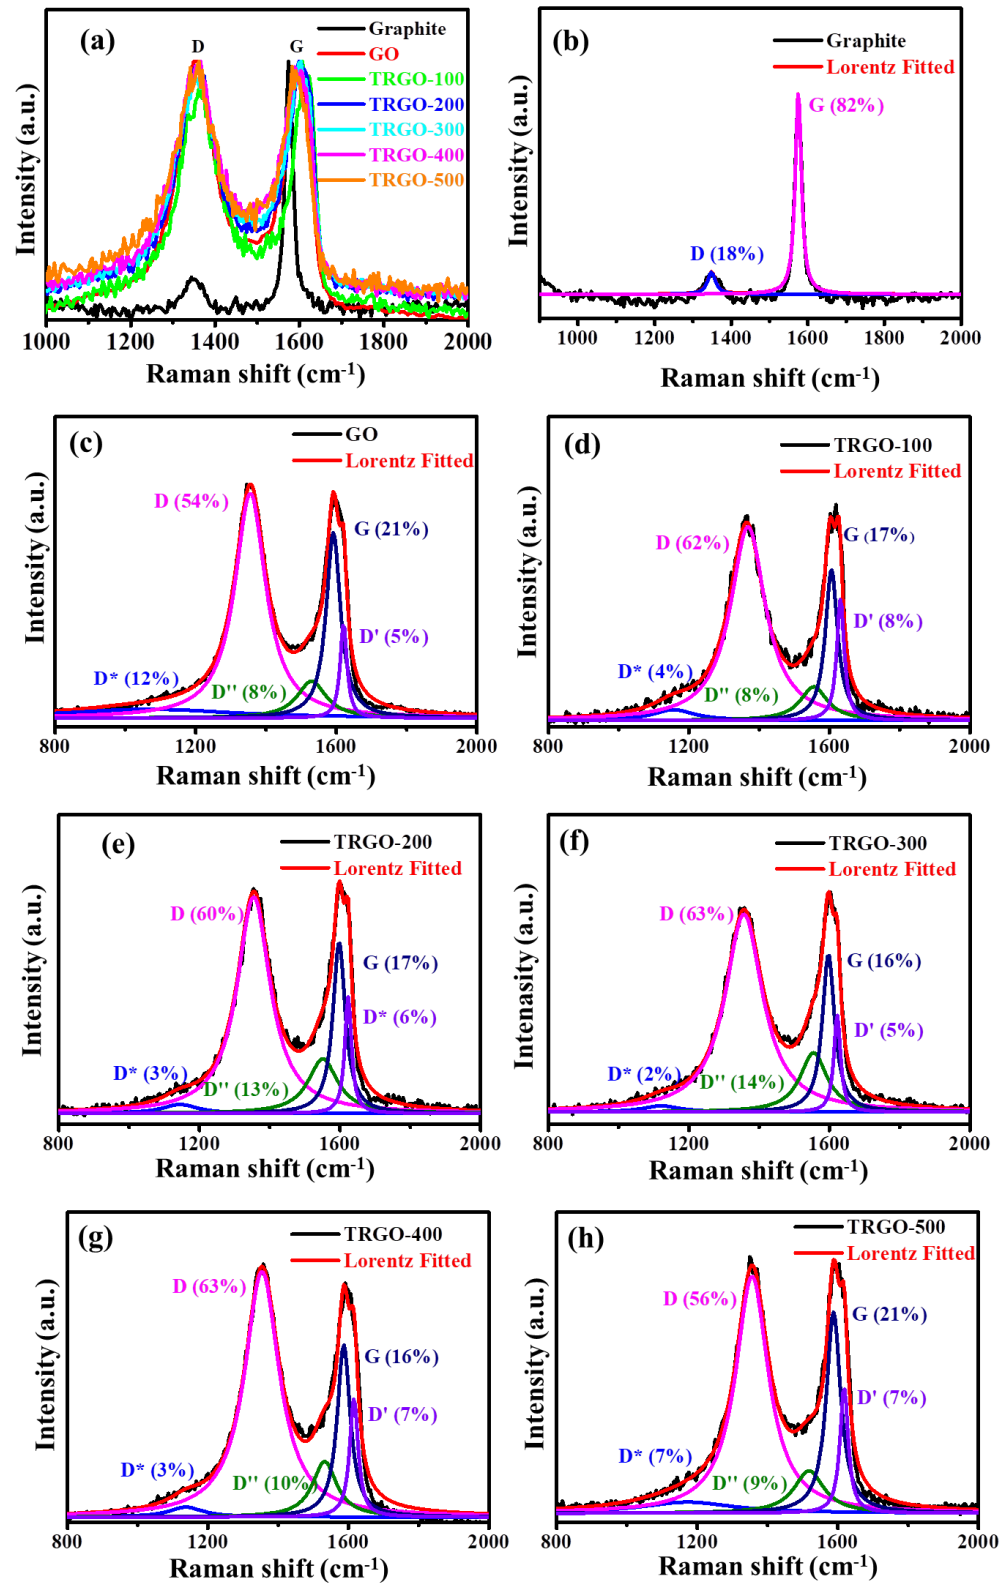 (a)
D
G
Graphite
GO
TRGO-100
TRGO-200
TRGO-300
TRGO-400
TRGO-500
Intensity (a.u.)
1000 1200 1400 1600 1800 2000
Raman shift (cm-1)
(b)
Graphite
Lorentz Fitted
G (82%)
D (18%)
Intensity (a.u.)
1000 1200 1400 1600 1800 2000
Raman shift (cm-1)
(c)
GO
Lorentz Fitted
D (54%)
G (21%)
D' (5%)
D* (12%)
D'' (8%)
Intensity (a.u.)
800 1200 1600 2000
Raman shift (cm-1)
(d)
TRGO-100
Lorentz Fitted
D (62%)
G (17%)
D' (8%)
D* (4%)
D'' (8%)
Intensity (a.u.)
800 1200 1600 2000
Raman shift (cm-1)
(e)
TRGO-200
Lorentz Fitted
D (60%)
G (17%)
D* (6%)
D* (3%)
D'' (13%)
Intensity (a.u.)
800 1200 1600 2000
Raman shift (cm-1)
(f)
TRGO-300
Lorentz Fitted
D (63%)
G (16%)
D' (5%)
D* (2%)
D'' (14%)
Intenasity (a.u.)
800 1200 1600 2000
Raman shift (cm-1)
(g)
TRGO-400
Lorentz Fitted
D (63%)
G (16%)
D' (7%)
D* (3%)
D'' (10%)
Intensity (a.u.)
800 1200 1600 2000
Raman shift (cm-1)
(h)
TRGO-500
Lorentz Fitted
D (56%)
G (21%)
D' (7%)
D* (7%)
D'' (9%)
Intensity (a.u.)
800 1200 1600 2000
Raman shift (cm-1)